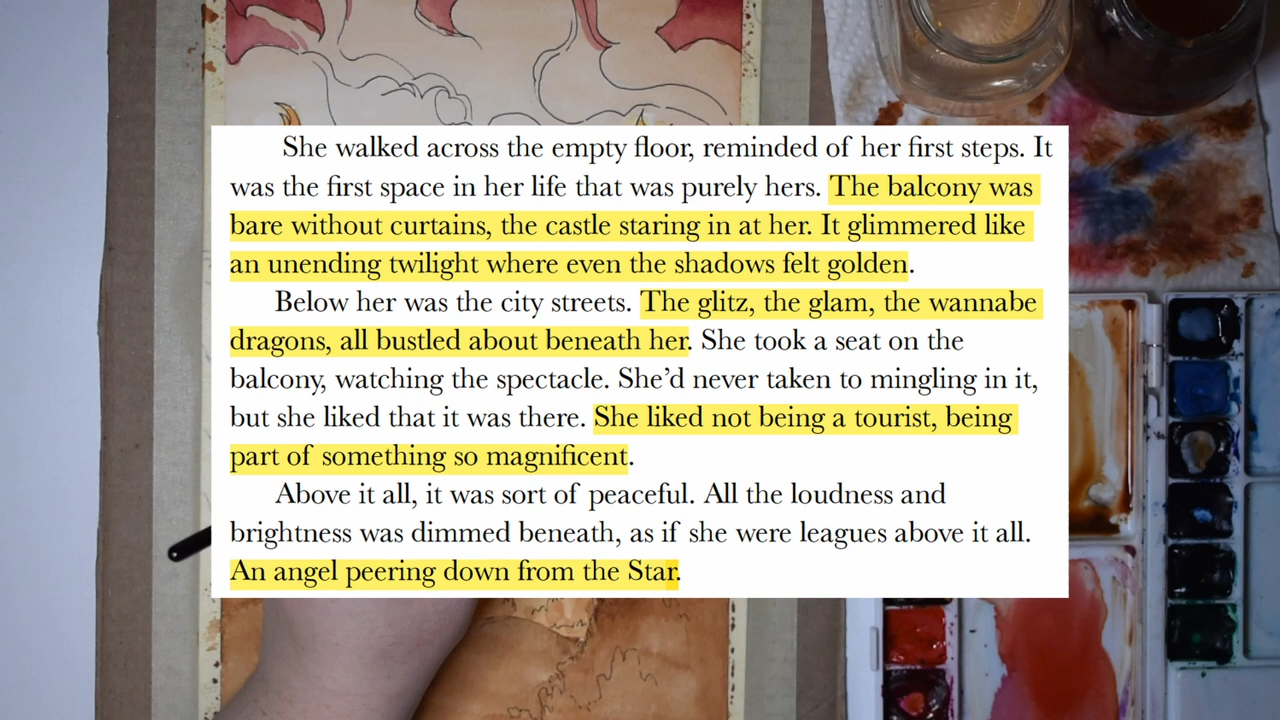 She walked across the empty floor, reminded of her first steps. It
was the first space in her life that was purely hers. The balcony was
bare without curtains, the castle staring in at her. It glimmered like
an unending twilight where even the shadows felt golden.
Below her was the city streets. The glitz, the glam, the wannabe
dragons, all bustled about beneath her. She took a seat on the
balcony, watching the spectacle. She’d never taken to mingling in it,
but she liked that it was there. She liked not being a tourist, being
part of something so magnificent.
Above it all, it was sort of peaceful. All the loudness and
brightness was dimmed beneath, as if she were leagues above it all.
An angel peering down from the Star.